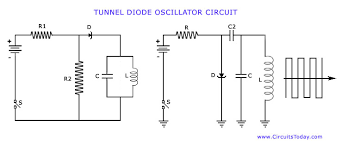 TUNNEL DIODE OSCILLATOR CIRCUIT
R1
D
R2
C
L
S
R
C2
D
C
L
S
www.CircuitsToday.com